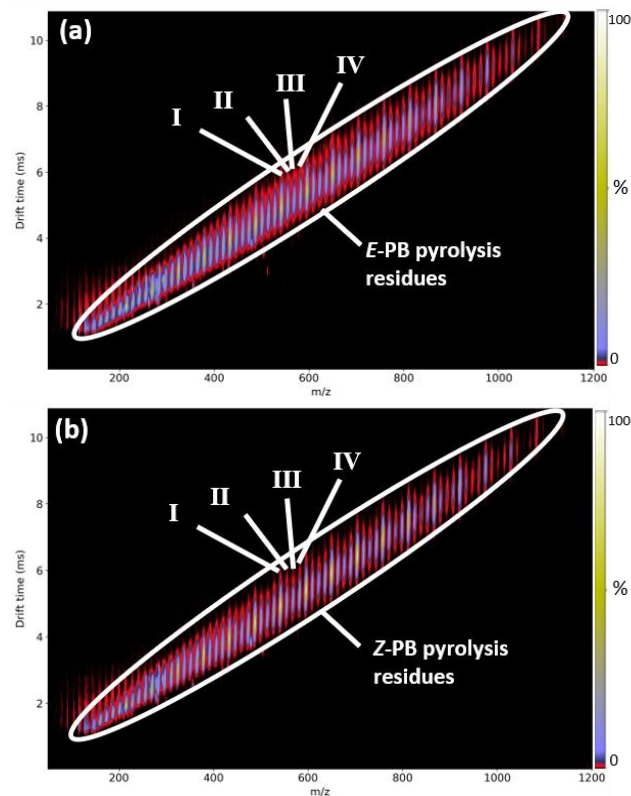 (a)
100
10
IV
III
II
I
8
6
%
Drift time (ms)
4
E-PB pyrolysis
residues
2
0
200
400
600
800
1000
1200
m/z
(b)
100
10
IV
III
II
I
8
6
%
Drift time (ms)
4
Z-PB pyrolysis
residues
2
0
200
400
600
800
1000
1200
m/z